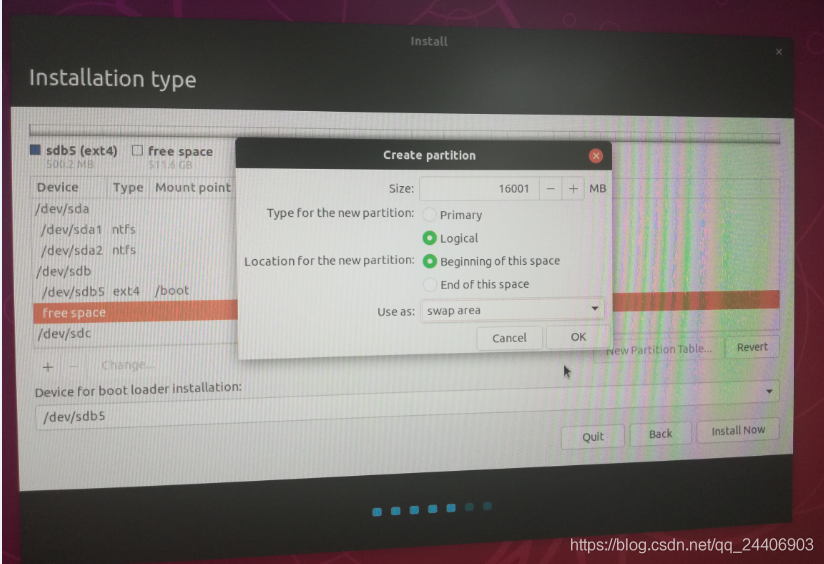 Install
Installation type
sdb5 (ext4) free space
500.2 MB 511.6 GB
Device Type Mount point
/dev/sda
/dev/sda1 ntfs
/dev/sda2 ntfs
/dev/sdb
/dev/sdb5 ext4 /boot
free space
/dev/sdc
Create partition
Size: 16001 − + MB
Type for the new partition: Primary
Logical
Location for the new partition: Beginning of this space
End of this space
Use as: swap area
Cancel OK
+ − Change... New Partition Table... Revert
Device for boot loader installation:
/dev/sdb5
Quit Back Install Now
https://blog.csdn.net/qq_24406903